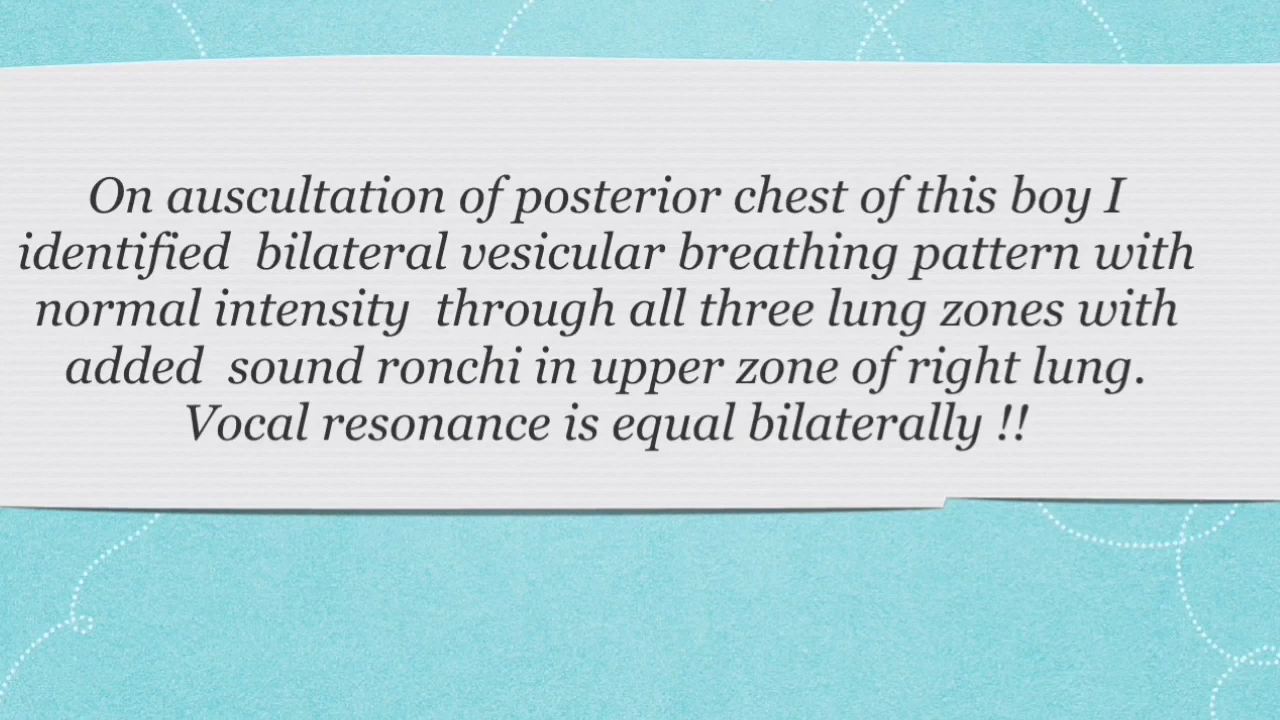 On auscultation of posterior chest of this boy I
identified bilateral vesicular breathing pattern with
normal intensity through all three lung zones with
added sound ronchi in upper zone of right lung.
Vocal resonance is equal bilaterally !!